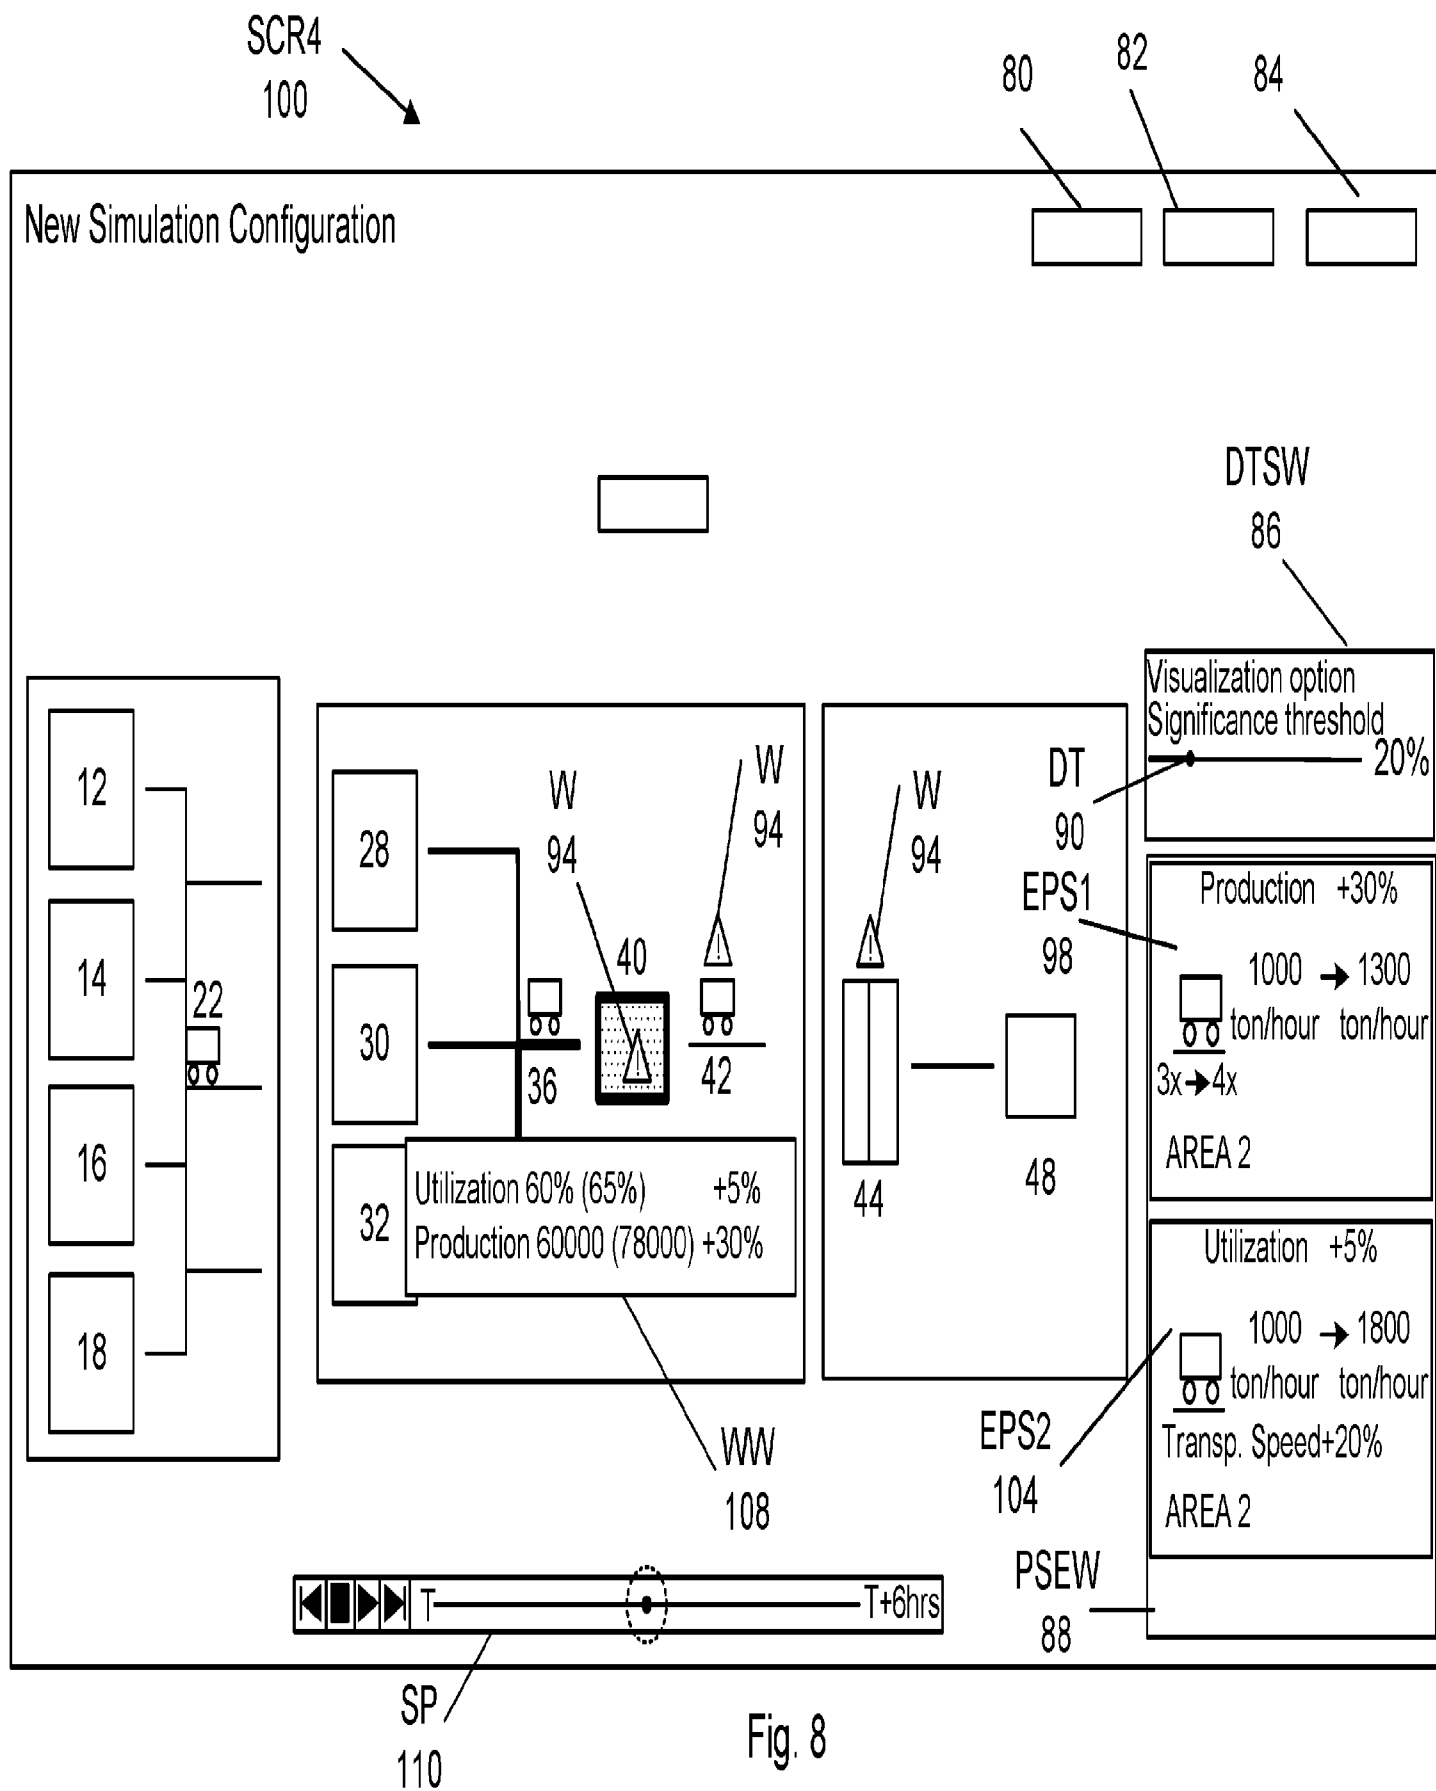 SCR4
100
80
82
84
New Simulation Configuration
DTSW
86
Visualization option
Significance threshold
20%
DT
90
12
14
16
18
22
28
30
32
W
94
W
94
W
94
36
40
42
44
48
Utilization 60% (65%) +5%
Production 60000 (78000) +30%
WW
108
EPS1
98
Production +30%
1000 → 1300
ton/hour ton/hour
3x→4x
AREA 2
Utilization +5%
1000 → 1800
ton/hour ton/hour
Transp. Speed+20%
AREA 2
EPS2
104
PSEW
88
T
T+6hrs
SP
110
Fig. 8